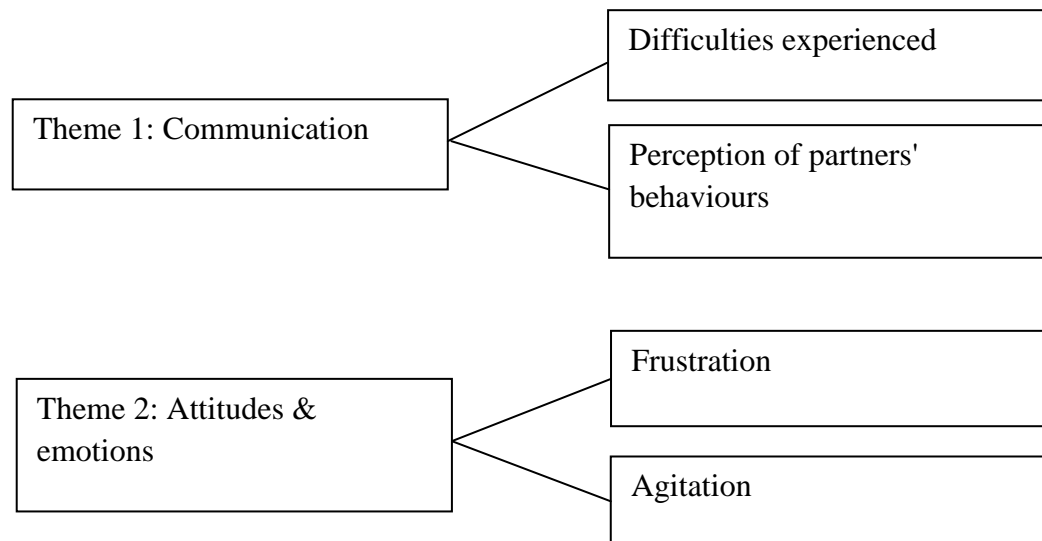 Difficulties experienced
Theme 1: Communication
Perception of partners'
behaviours
Frustration
Theme 2: Attitudes &
emotions
Agitation